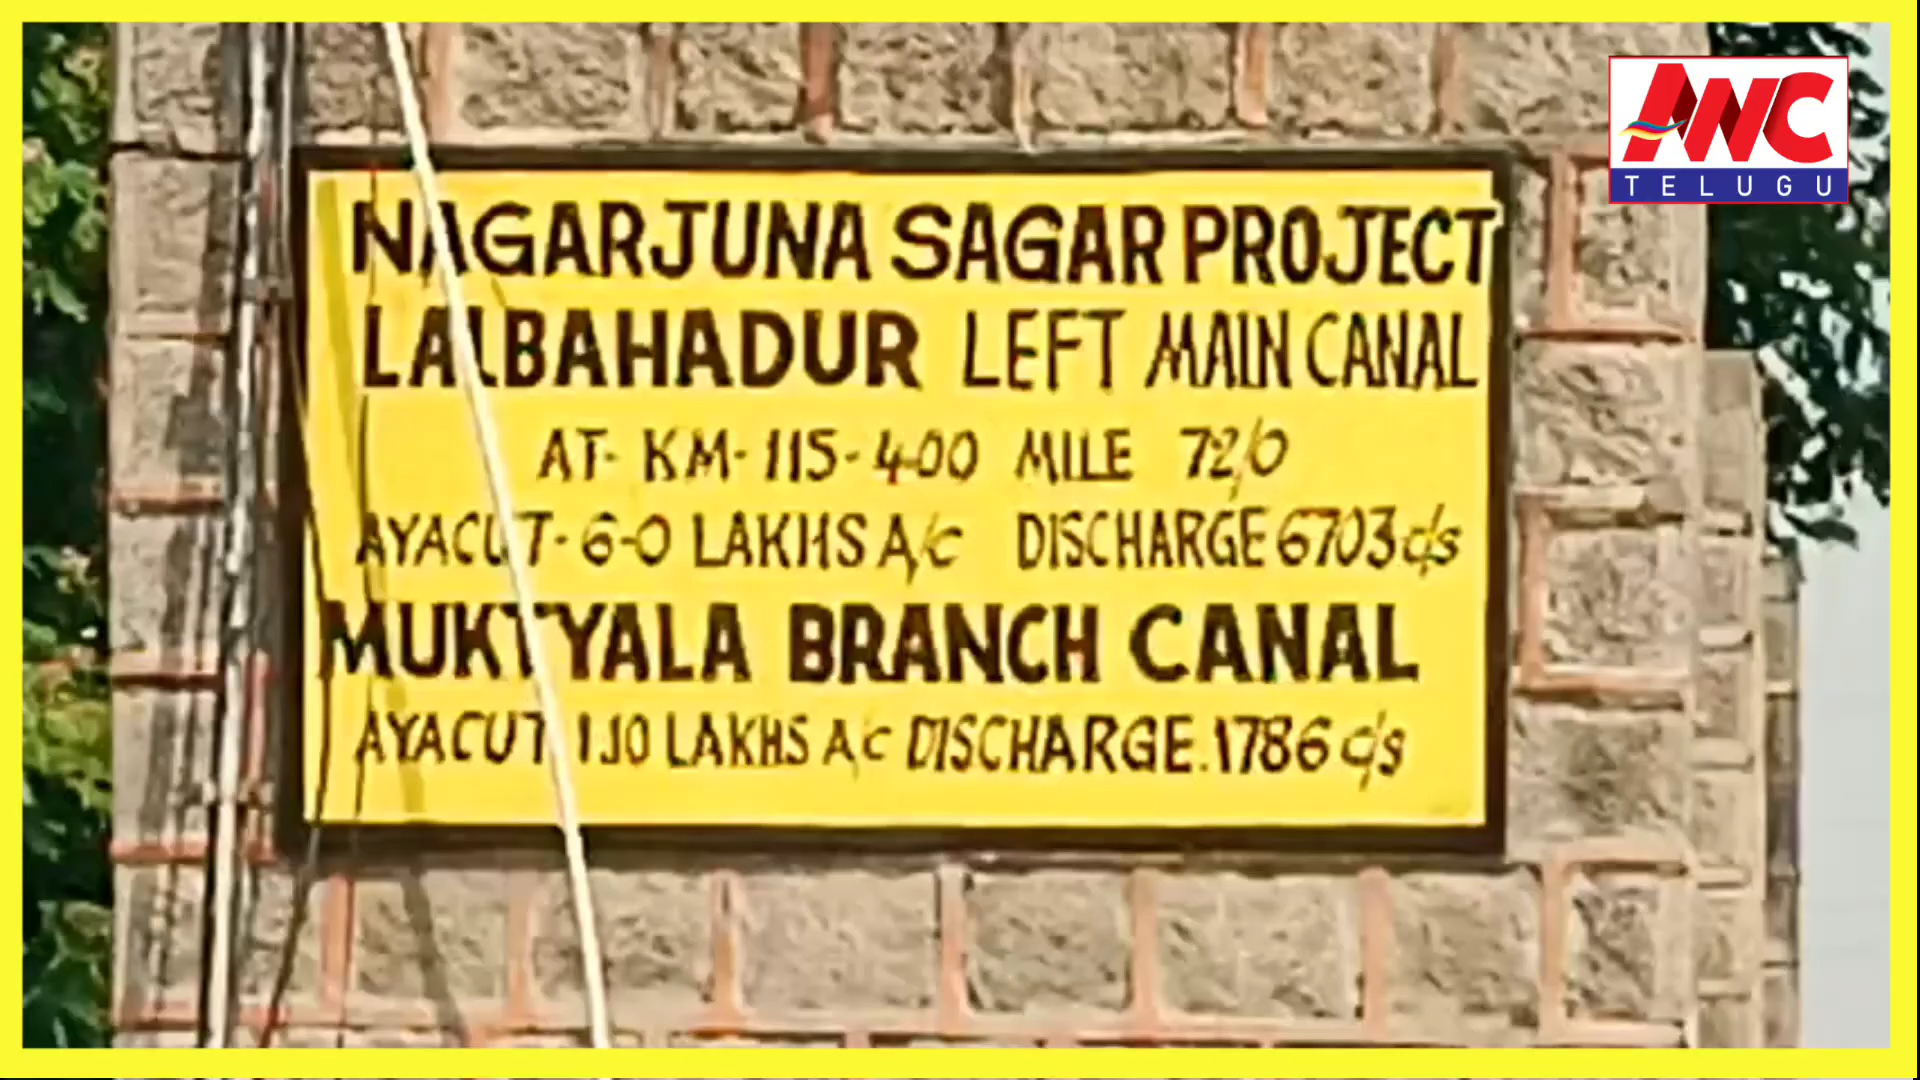 ANC
TELUGU
NAGARJUNA SAGAR PROJECT
LALBAHADUR LEFT MAIN CANAL
AT- KM-115-400 MILE 72/0
AYACUT-6-0 LAKHS A/c DISCHARGE 6703 c/s
MUKTYALA BRANCH CANAL
AYACUT 1.10 LAKHS A/c DISCHARGE.1786 c/s